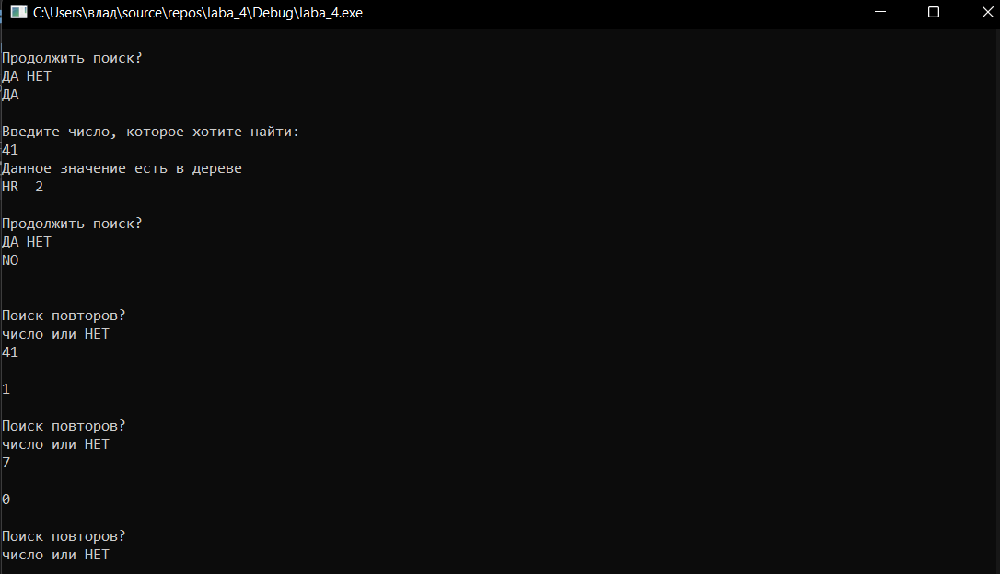 C:\Users\влад\source\repos\laba_4\Debug\laba_4.exe
Продолжить поиск?
ДА НЕТ
ДА
Введите число, которое хотите найти:
41
Данное значение есть в дереве
HR  2
Продолжить поиск?
ДА НЕТ
NO
Поиск повторов?
число или НЕТ
41
1
Поиск повторов?
число или НЕТ
7
0
Поиск повторов?
число или НЕТ